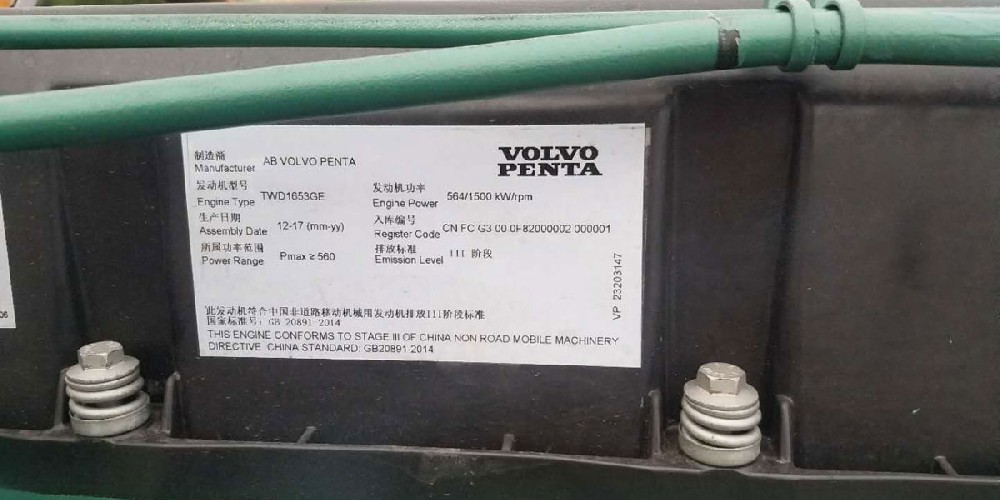 制造商
Manufacturer AB VOLVO PENTA
VOLVO
PENTA
发动机型号
Engine Type TWD1653GE
发动机功率
Engine Power 564/1500 kW/rpm
生产日期
Assembly Date 12-17 (mm-yy)
入库编号
Register Code CN FC G3 00 0F82000002 000001
所属功率范围
Power Range Pmax ≥ 560
排放标准
Emission Level III 阶段
VP 23203147
此发动机符合中国非道路移动机械用发动机排放III阶段标准
国家标准号: GB 20891-2014
THIS ENGINE CONFORMS TO STAGE III OF CHINA NON ROAD MOBILE MACHINERY
DIRECTIVE, CHINA STANDARD: GB20891-2014
06